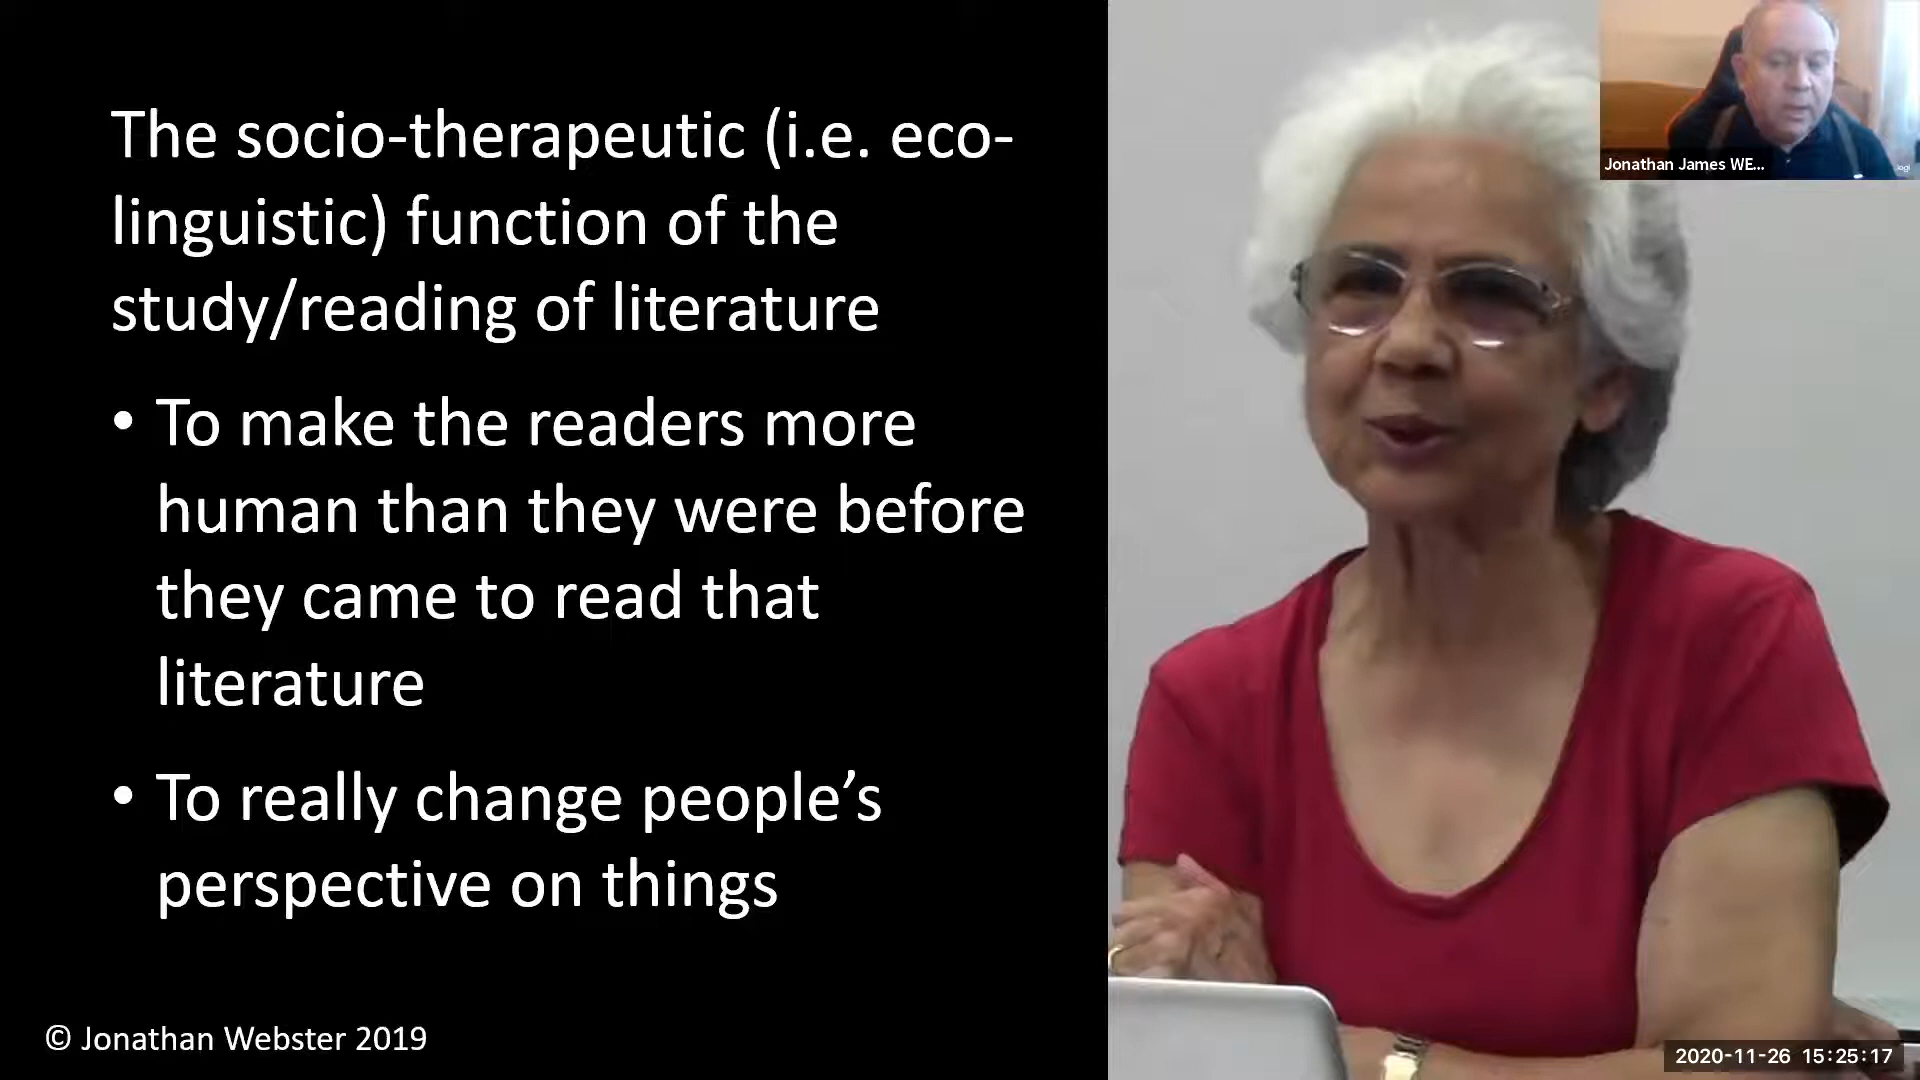 The socio-therapeutic (i.e. eco-
linguistic) function of the
study/reading of literature
• To make the readers more
human than they were before
they came to read that
literature
• To really change people’s
perspective on things
© Jonathan Webster 2019
Jonathan James WE...
logi
2020-11-26 15:25:17